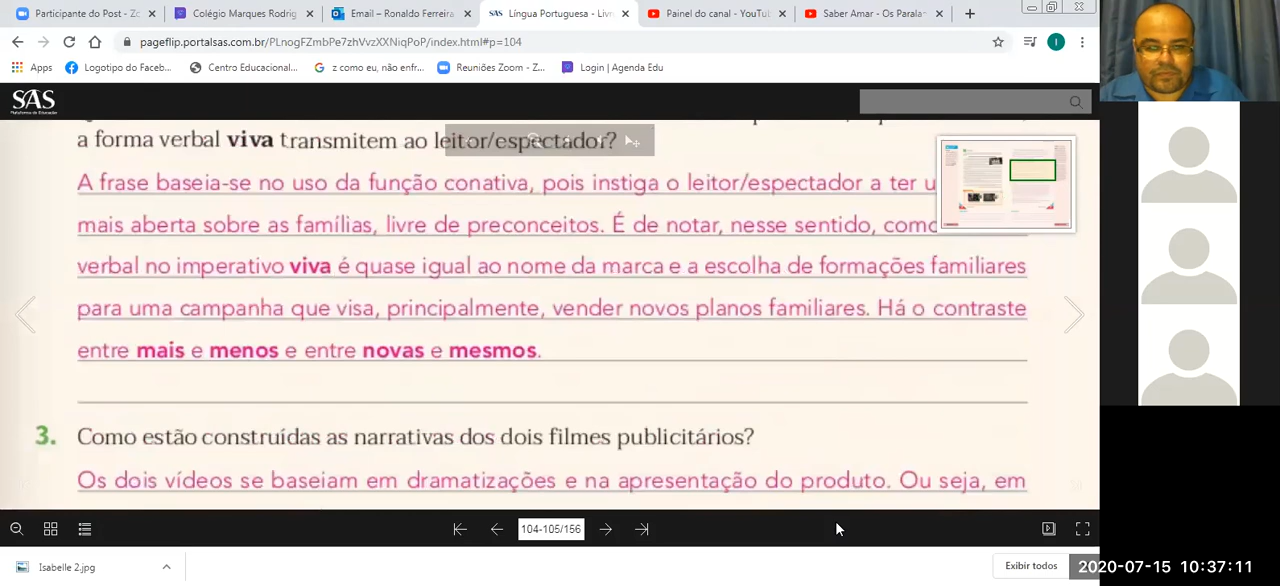 Participante do Post - Zo
Colégio Marques Rodrig
Email – Ronaldo Ferreira
SAS Língua Portuguesa - Livr
Painel do canal - YouTu
Saber Amar - Os Parala
pageflip.portalsas.com.br/PLnogFZmbPe7zhVvzXXNiqPoP/index.html#p=104
Apps
Logotipo do Faceb...
Centro Educacional...
z como eu, não enfr...
Reuniões Zoom - Z...
Login | Agenda Edu
SAS
Plataforma de Educação
a forma verbal viva transmitem ao leitor/espectador?
A frase baseia-se no uso da função conativa, pois instiga o leitor/espectador a ter
mais aberta sobre as famílias, livre de preconceitos. É de notar, nesse sentido,
verbal no imperativo viva é quase igual ao nome da marca e a escolha de formações familiares
para uma campanha que visa, principalmente, vender novos planos familiares. Há o contraste
entre mais e menos e entre novas e mesmos.
3. Como estão construídas as narrativas dos dois filmes publicitários?
Os dois vídeos se baseiam em dramatizações e na apresentação do produto. Ou seja, em
104-105/156
Isabelle 2.jpg
Exibir todos
2020-07-15 10:37:11